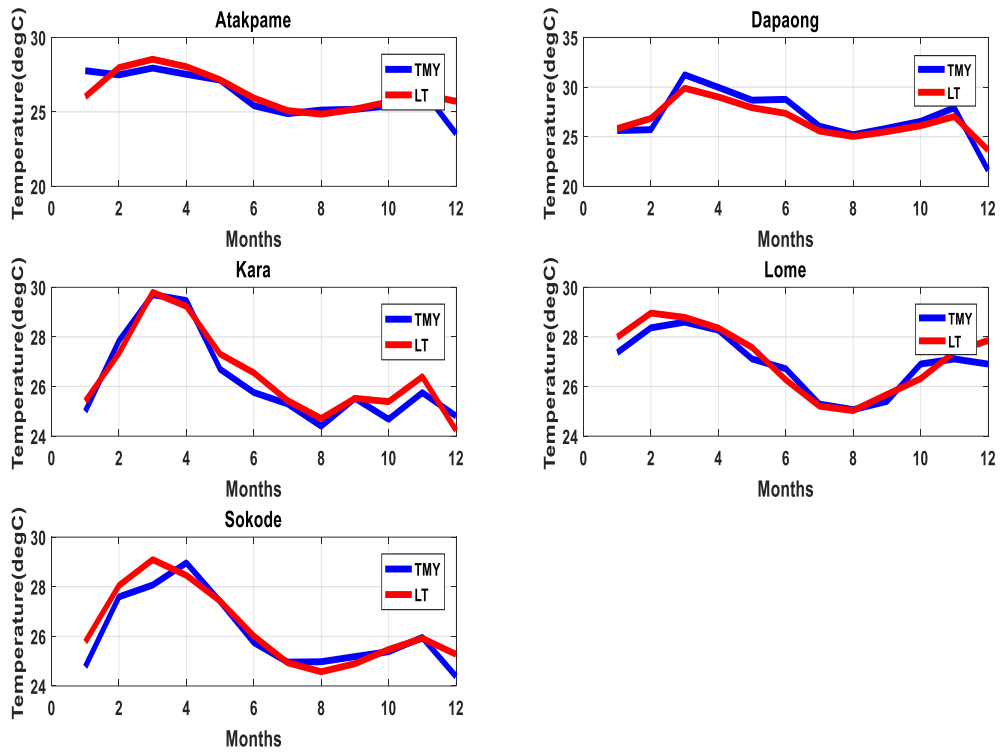 Atakpame
Temperature(degC)
30
25
20
TMY
LT
0 2 4 6 8 10 12
Months
Dapaong
Temperature(degC)
35
30
25
20
TMY
LT
0 2 4 6 8 10 12
Months
Kara
Temperature(degC)
30
28
26
24
TMY
LT
0 2 4 6 8 10 12
Months
Lome
Temperature(degC)
30
28
26
24
TMY
LT
0 2 4 6 8 10 12
Months
Sokode
Temperature(degC)
30
28
26
24
TMY
LT
0 2 4 6 8 10 12
Months